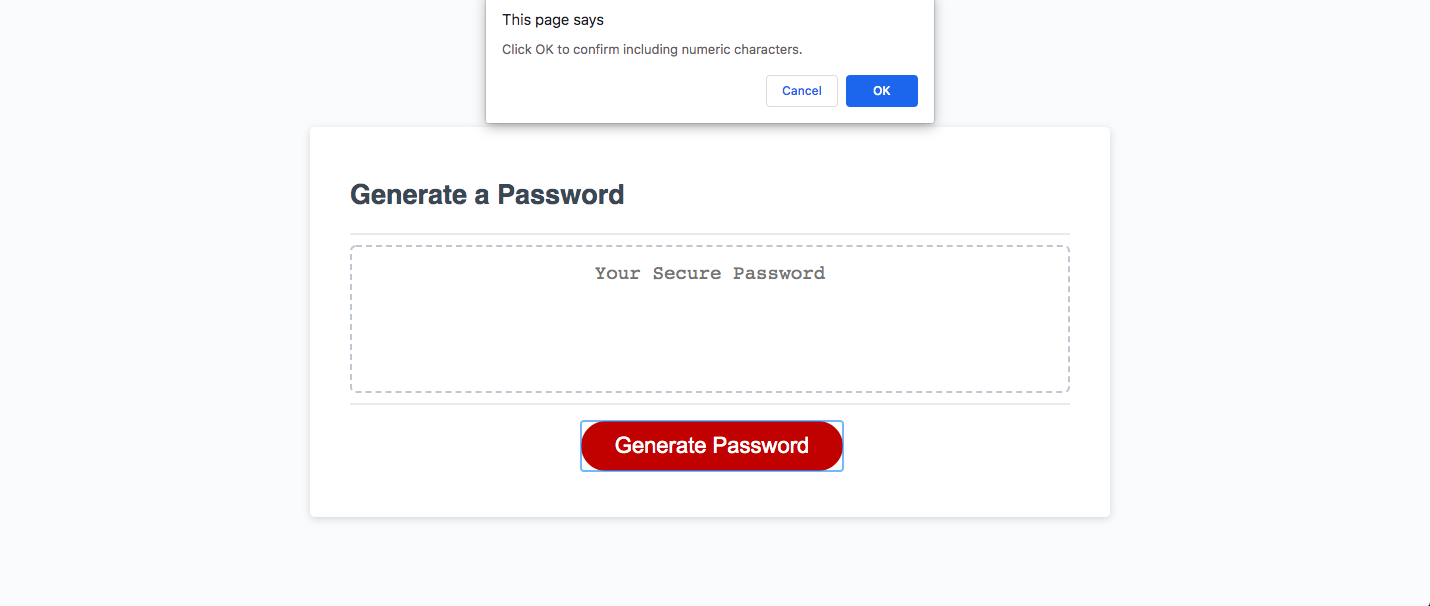 This page says
Click OK to confirm including numeric characters.
Cancel
OK
Generate a Password
Your Secure Password
Generate Password